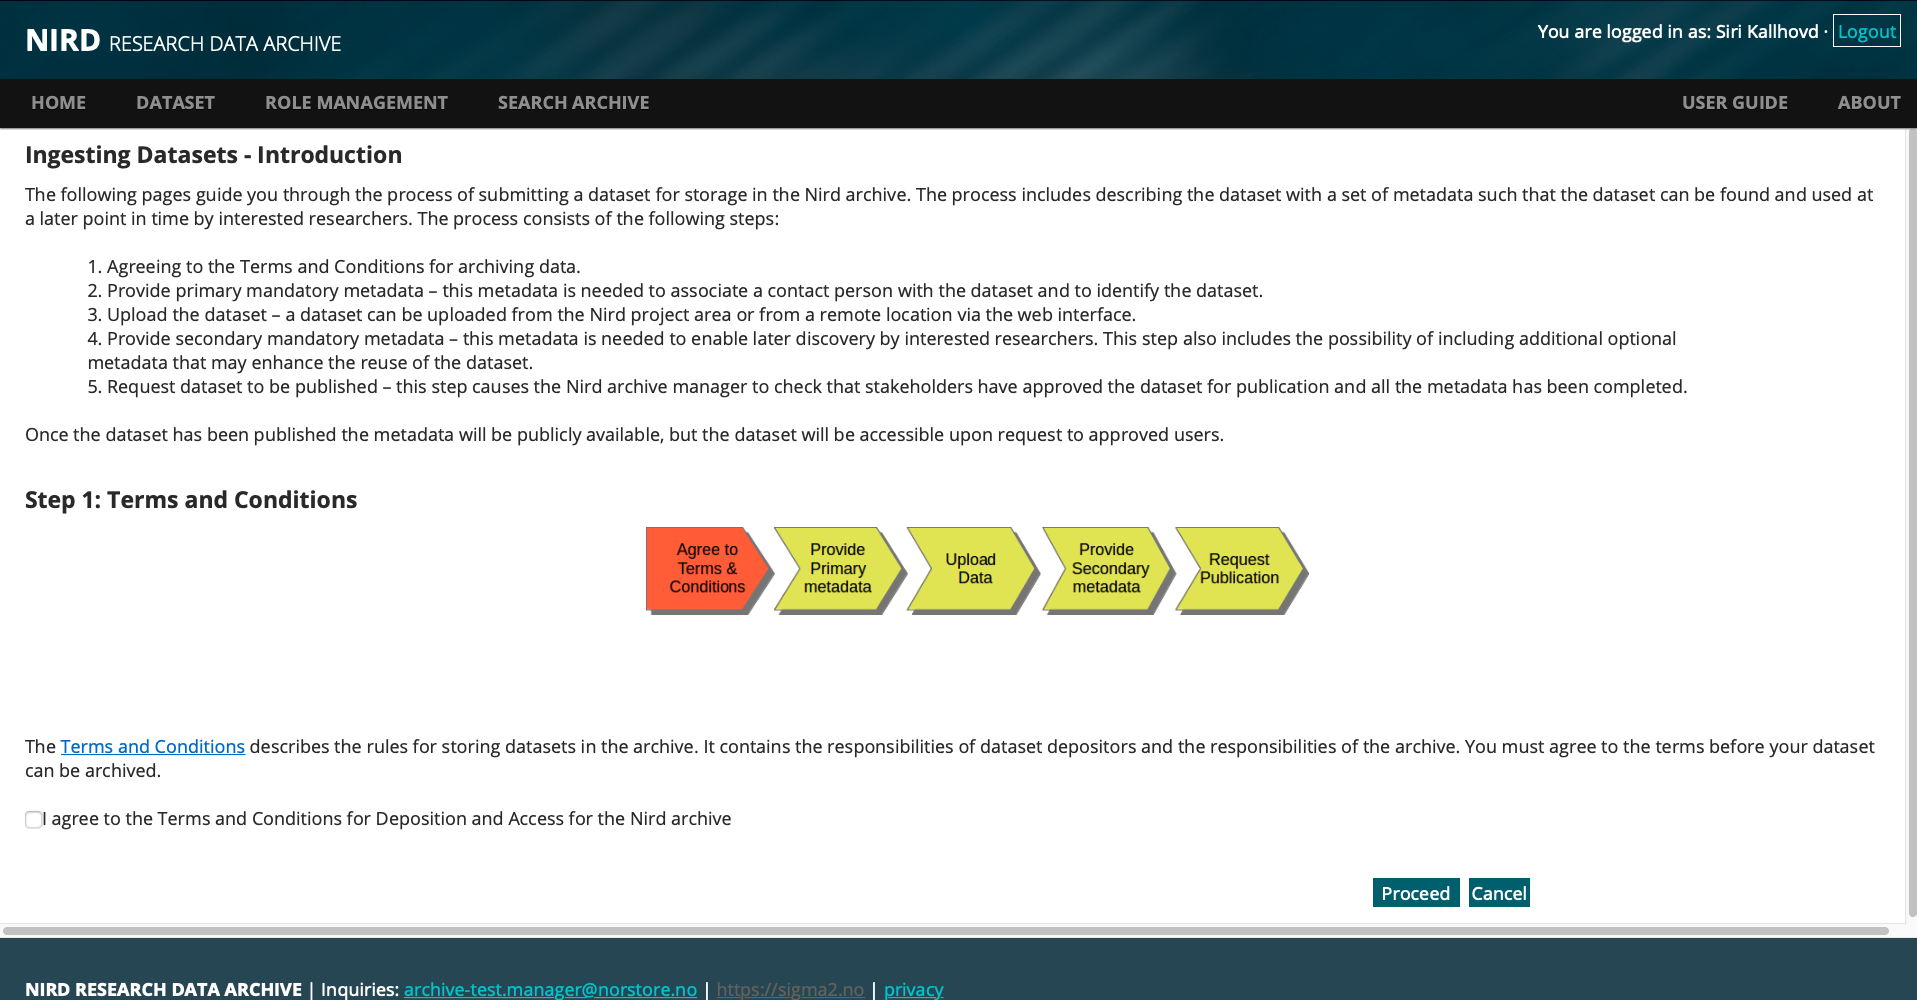 NIRD RESEARCH DATA ARCHIVE
You are logged in as: Siri Kallhovd · Logout
HOME DATASET ROLE MANAGEMENT SEARCH ARCHIVE USER GUIDE ABOUT
Ingesting Datasets - Introduction
The following pages guide you through the process of submitting a dataset for storage in the Nird archive. The process includes describing the dataset with a set of metadata such that the dataset can be found and used at
a later point in time by interested researchers. The process consists of the following steps:
1. Agreeing to the Terms and Conditions for archiving data.
2. Provide primary mandatory metadata – this metadata is needed to associate a contact person with the dataset and to identify the dataset.
3. Upload the dataset – a dataset can be uploaded from the Nird project area or from a remote location via the web interface.
4. Provide secondary mandatory metadata – this metadata is needed to enable later discovery by interested researchers. This step also includes the possibility of including additional optional
metadata that may enhance the reuse of the dataset.
5. Request dataset to be published – this step causes the Nird archive manager to check that stakeholders have approved the dataset for publication and all the metadata has been completed.
Once the dataset has been published the metadata will be publicly available, but the dataset will be accessible upon request to approved users.
Step 1: Terms and Conditions
Agree to
Terms &
Conditions
Provide
Primary
metadata
Upload
Data
Provide
Secondary
metadata
Request
Publication
The Terms and Conditions describes the rules for storing datasets in the archive. It contains the responsibilities of dataset depositors and the responsibilities of the archive. You must agree to the terms before your dataset
can be archived.
I agree to the Terms and Conditions for Deposition and Access for the Nird archive
Proceed Cancel
NIRD RESEARCH DATA ARCHIVE | Inquiries: archive-test.manager@norstore.no | https://sigma2.no | privacy